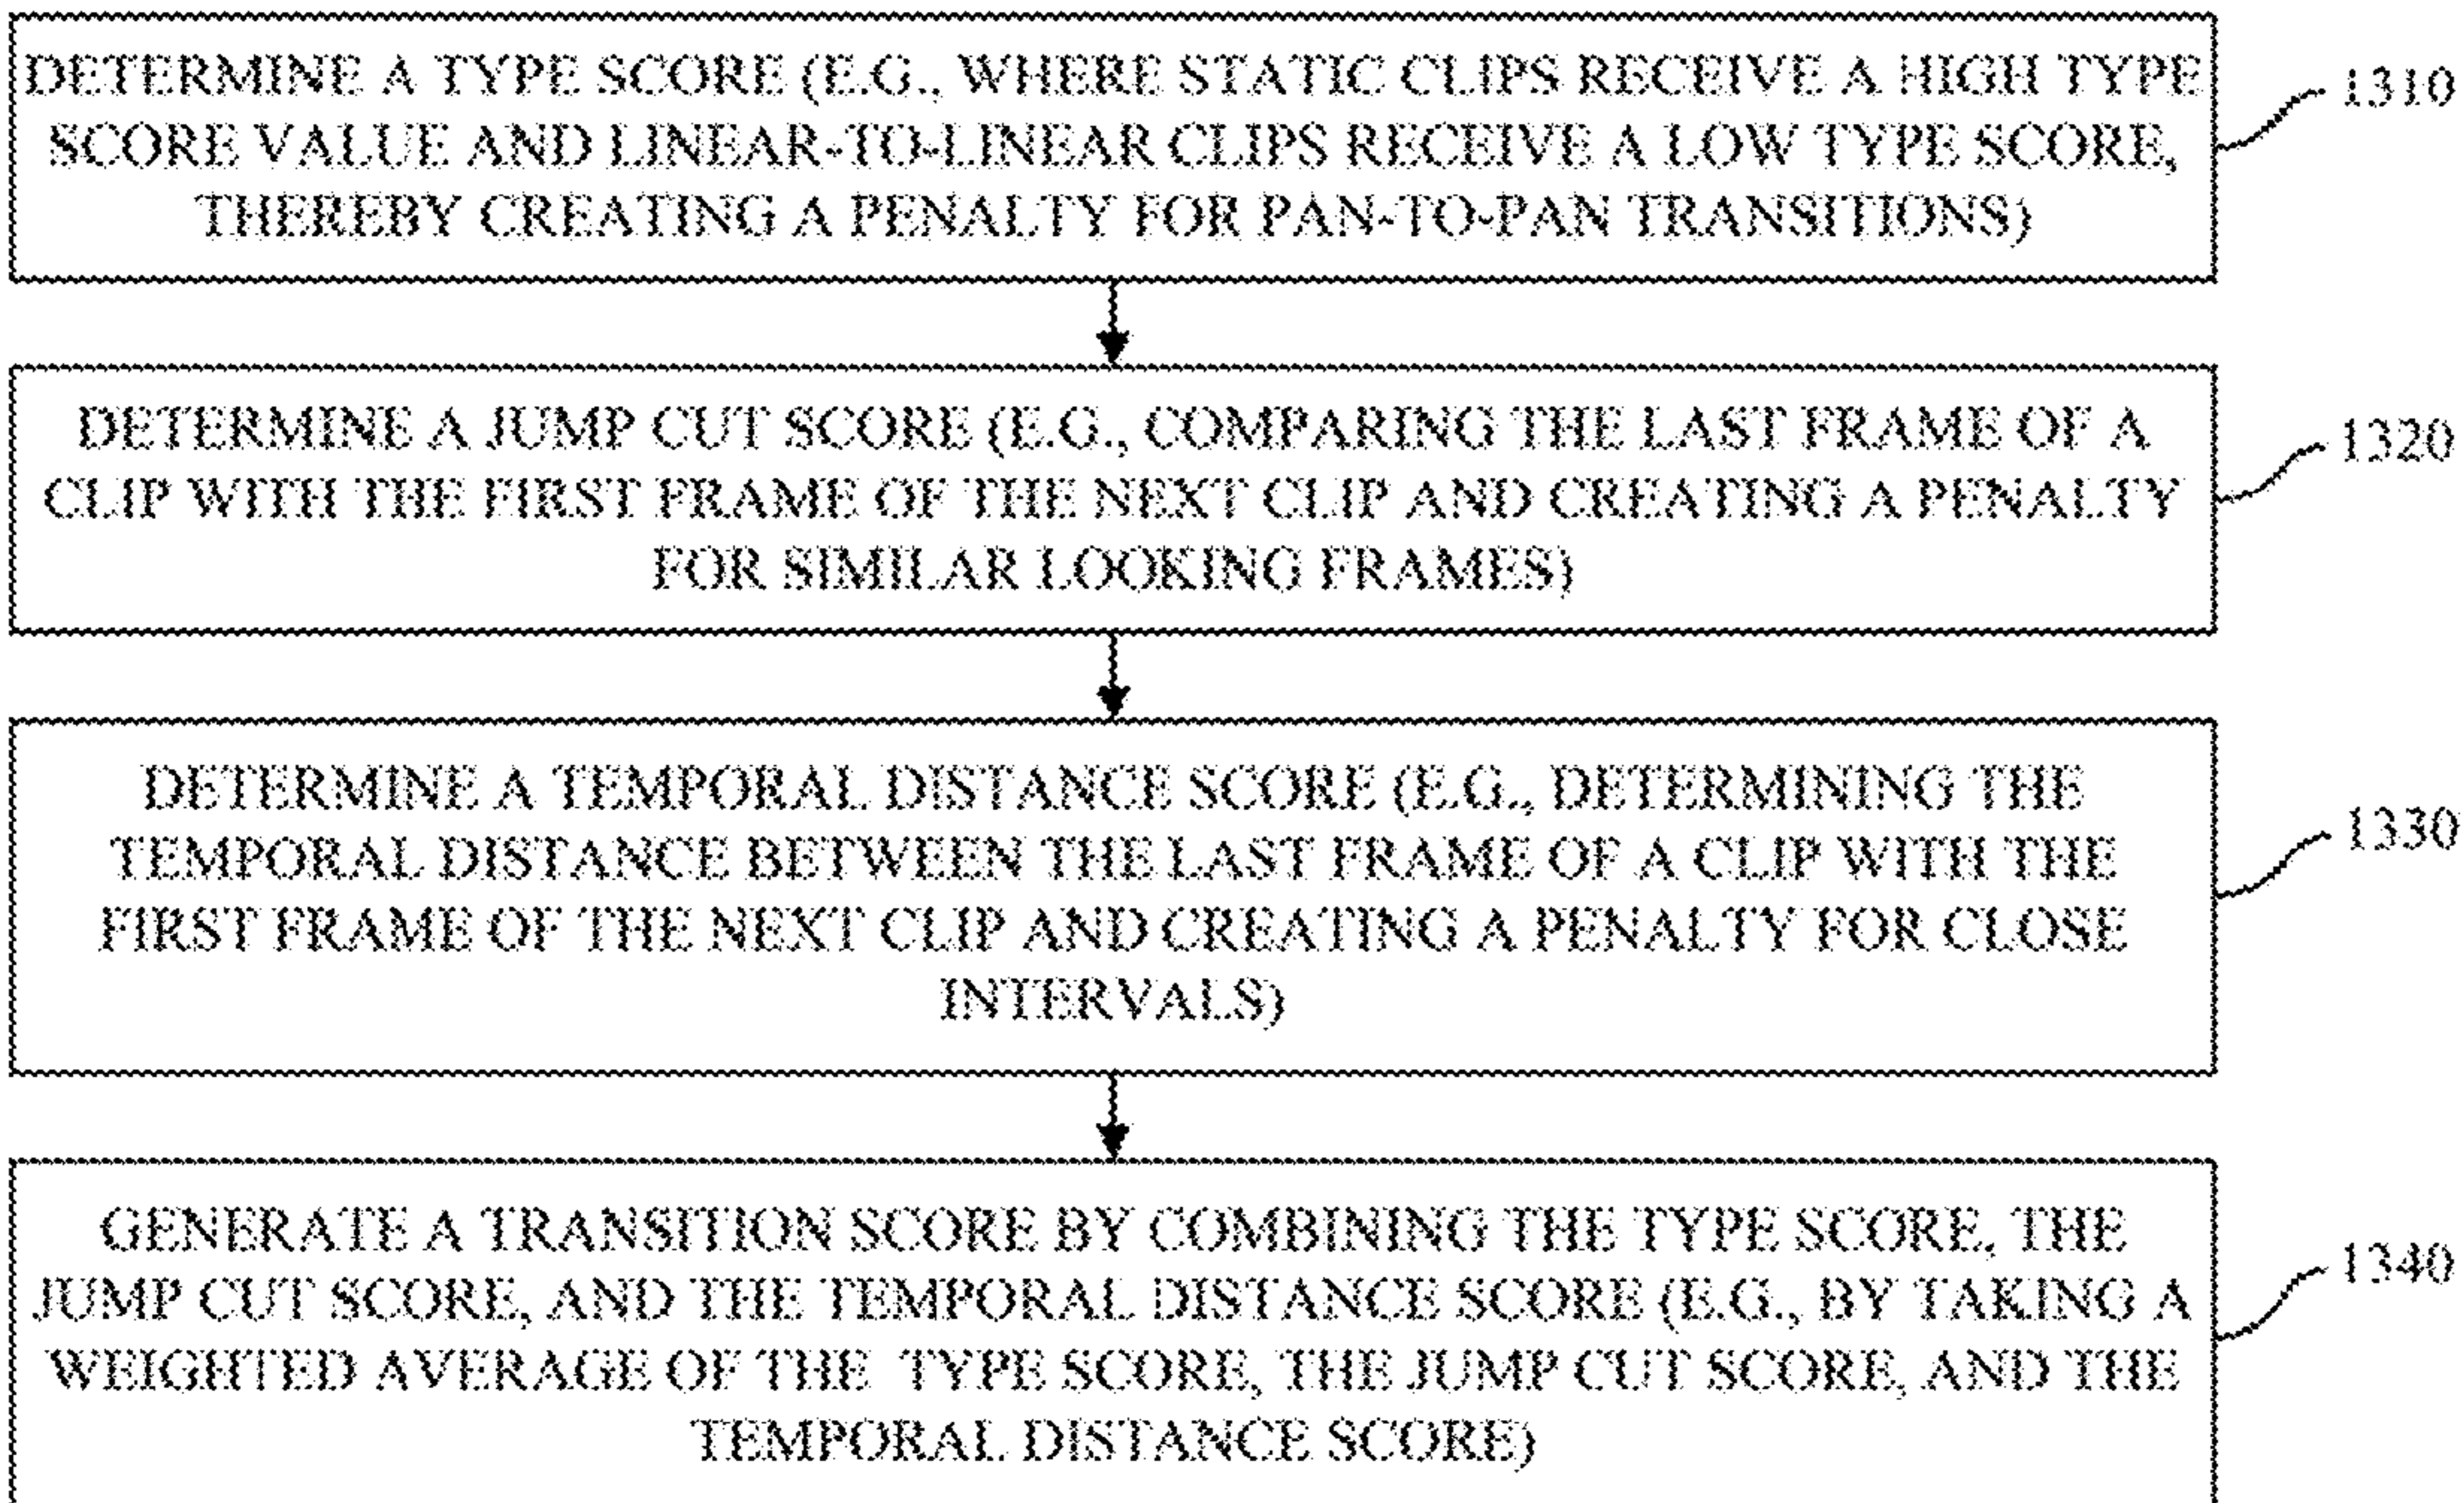 DETERMINE A TYPE SCORE (E.G., WHERE STATIC CLIPS RECEIVE A HIGH TYPE
SCORE VALUE AND LINEAR-TO-LINEAR CLIPS RECEIVE A LOW TYPE SCORE,
THEREBY CREATING A PENALTY FOR PAN-TO-PAN TRANSITIONS)
1310
DETERMINE A JUMP CUT SCORE (E.G., COMPARING THE LAST FRAME OF A
CLIP WITH THE FIRST FRAME OF THE NEXT CLIP AND CREATING A PENALTY
FOR SIMILAR LOOKING FRAMES)
1320
DETERMINE A TEMPORAL DISTANCE SCORE (E.G., DETERMINING THE
TEMPORAL DISTANCE BETWEEN THE LAST FRAME OF A CLIP WITH THE
FIRST FRAME OF THE NEXT CLIP AND CREATING A PENALTY FOR CLOSE
INTERVALS)
1330
GENERATE A TRANSITION SCORE BY COMBINING THE TYPE SCORE, THE
JUMP CUT SCORE, AND THE TEMPORAL DISTANCE SCORE (E.G., BY TAKING A
WEIGHTED AVERAGE OF THE TYPE SCORE, THE JUMP CUT SCORE, AND THE
TEMPORAL DISTANCE SCORE)
1340